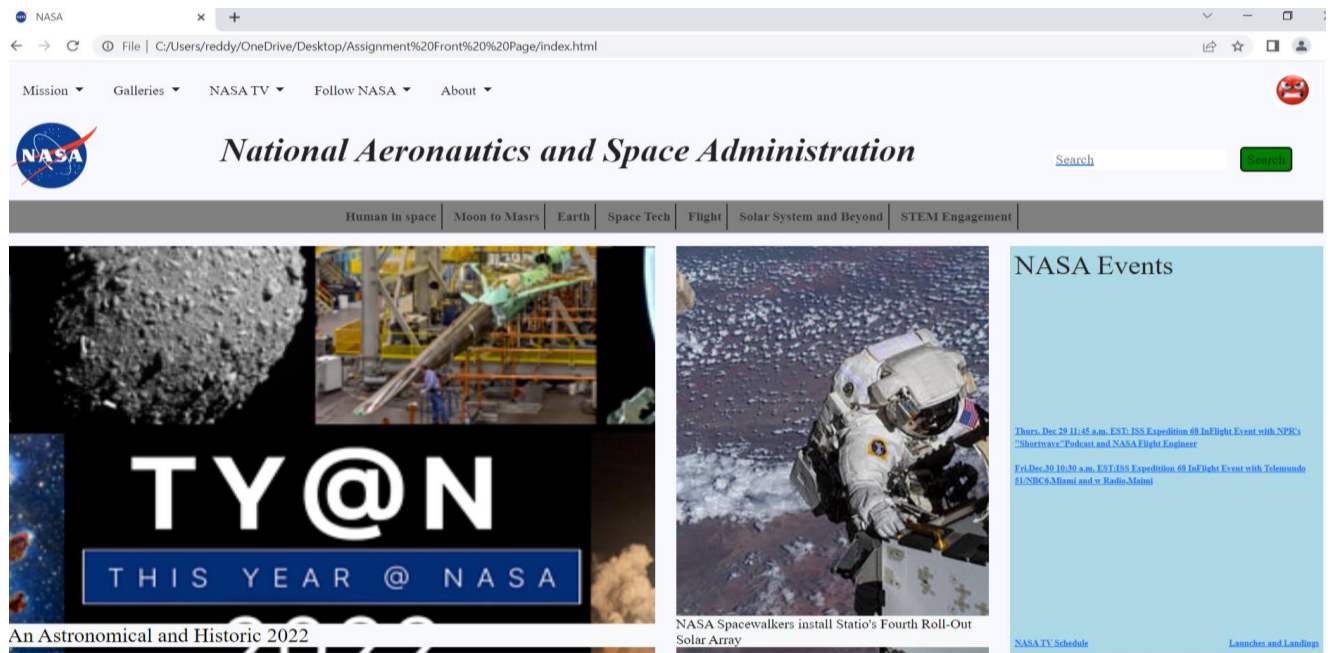 NASA
File | C:/Users/reddy/OneDrive/Desktop/Assignment%20Front%20%20Page/index.html
Mission Galleries NASA TV Follow NASA About
NASA
National Aeronautics and Space Administration
Search
Search
Human in space Moon to Masrs Earth Space Tech Flight Solar System and Beyond STEM Engagement
TY@N
THIS YEAR @ NASA
2022
An Astronomical and Historic 2022
NASA Spacewalkers install Statio's Fourth Roll-Out
Solar Array
NASA Events
Thurs. Dec 29 11:45 a.m. EST: ISS Expedition 68 InFlight Event with NPR's
"Shortwave"Podcast and NASA Flight Engineer
Fri.Dec.30 10:30 a.m. EST:ISS Expeditiion 68 InFlight Event with Telemundo
51/NBC6,Miami and w Radio,Maimi
NASA TV Schedule
Launches and Landings